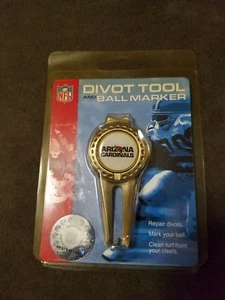 NFL
DIVOT TOOL
AND BALL MARKER
ARIZONA
CARDINALS
Repair divots.
Mark your ball.
Clean turf from
your cleats.